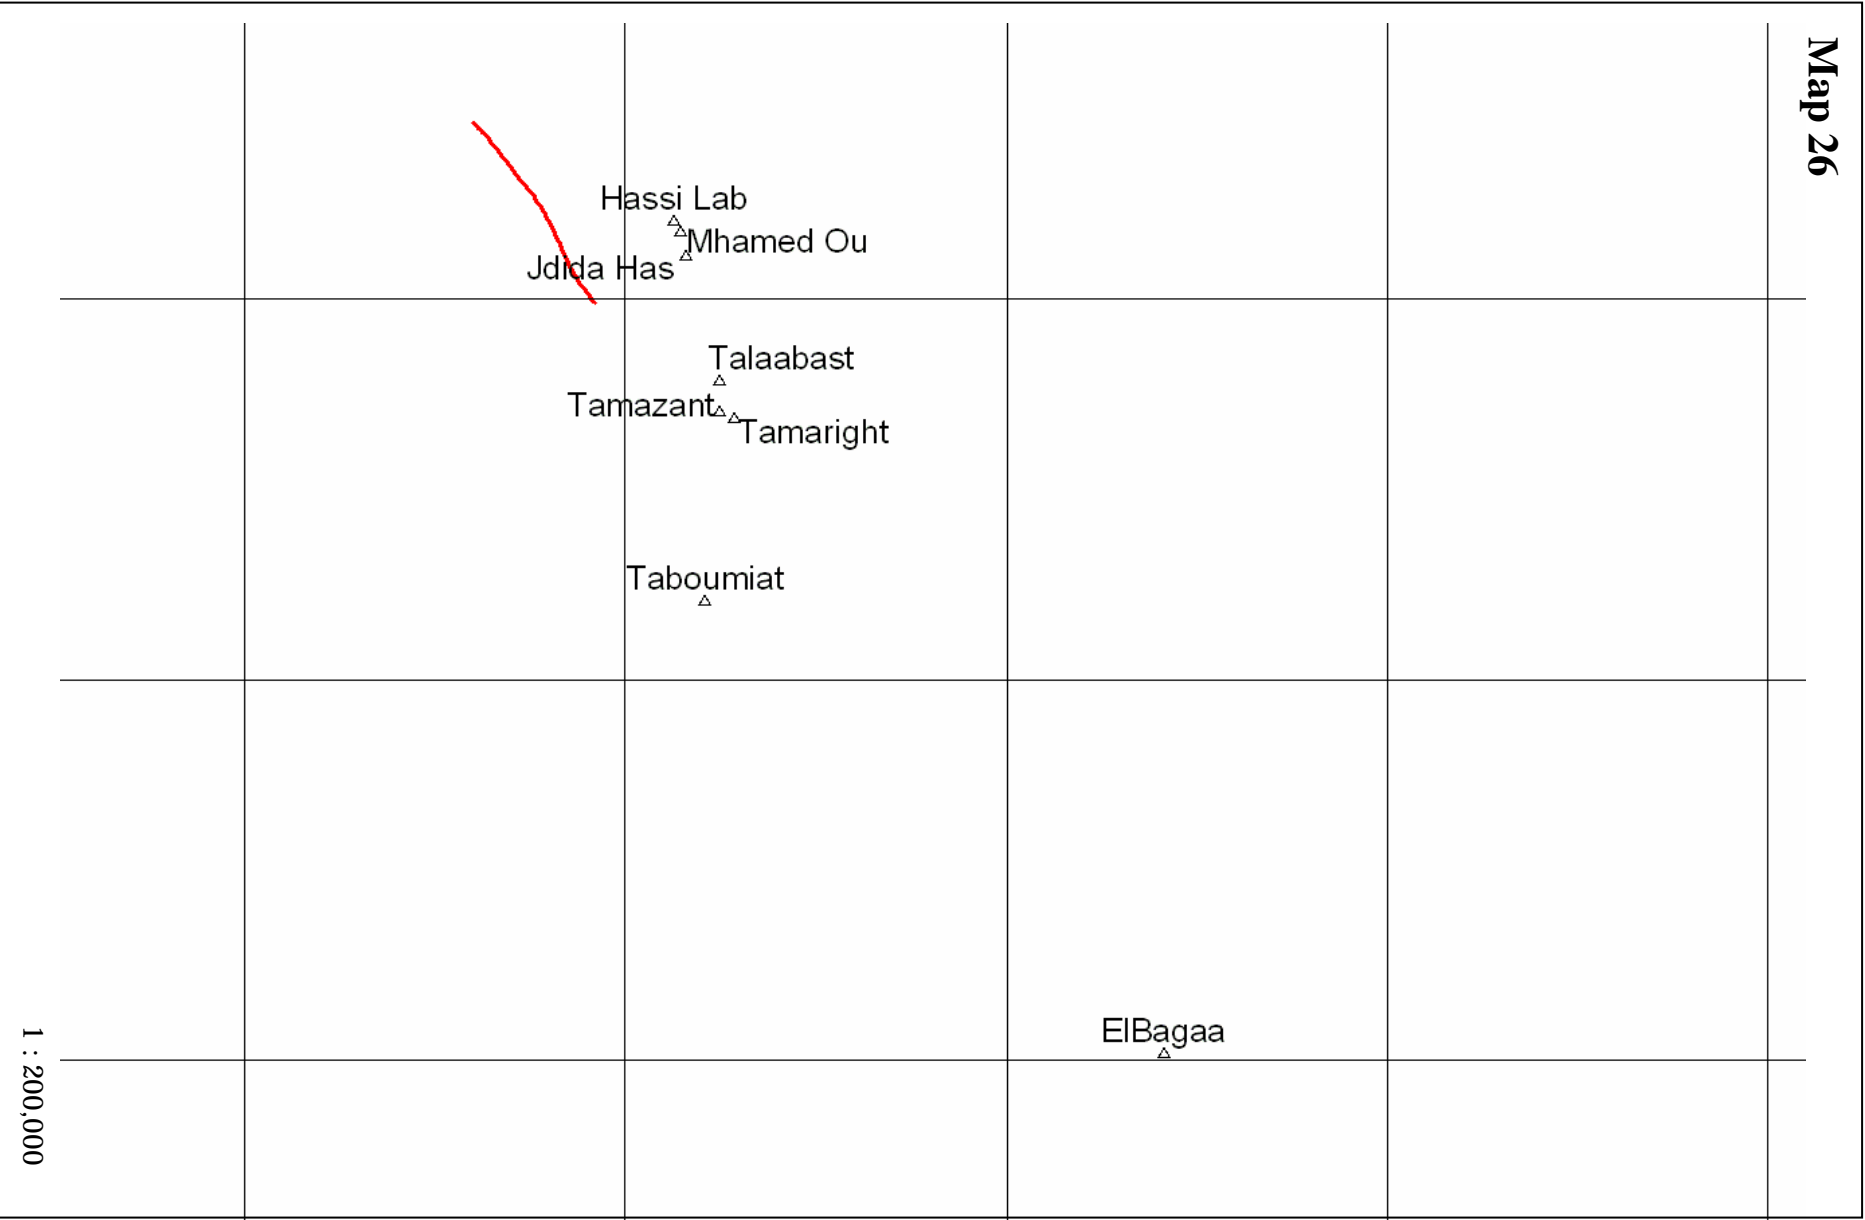 Map 26
Hassi Lab
Mhamed Ou
Jdida Has
Talaabast
Tamazant
Tamaright
Taboumiat
ElBagaa
1 : 200,000